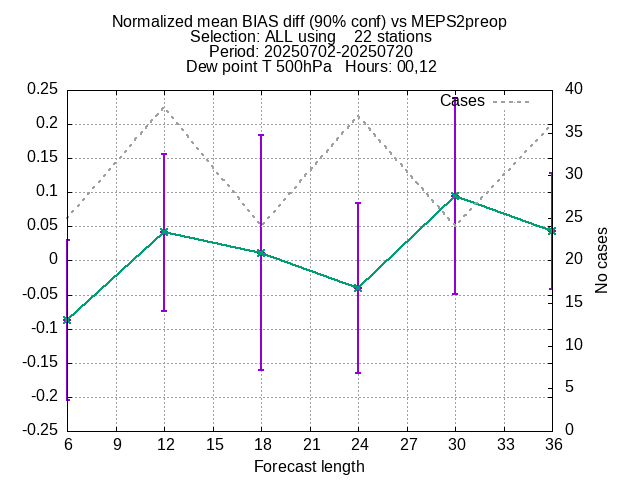 Normalized mean BIAS diff (90% conf) vs MEPS2preop
Selection: ALL using    22 stations
Period: 20250702-20250720
Dew point T 500hPa   Hours: 00,12
Cases
0.25
0.2
0.15
0.1
0.05
0
-0.05
-0.1
-0.15
-0.2
-0.25
40
35
30
25
20
15
10
5
0
No cases
6 9 12 15 18 21 24 27 30 33 36
Forecast length